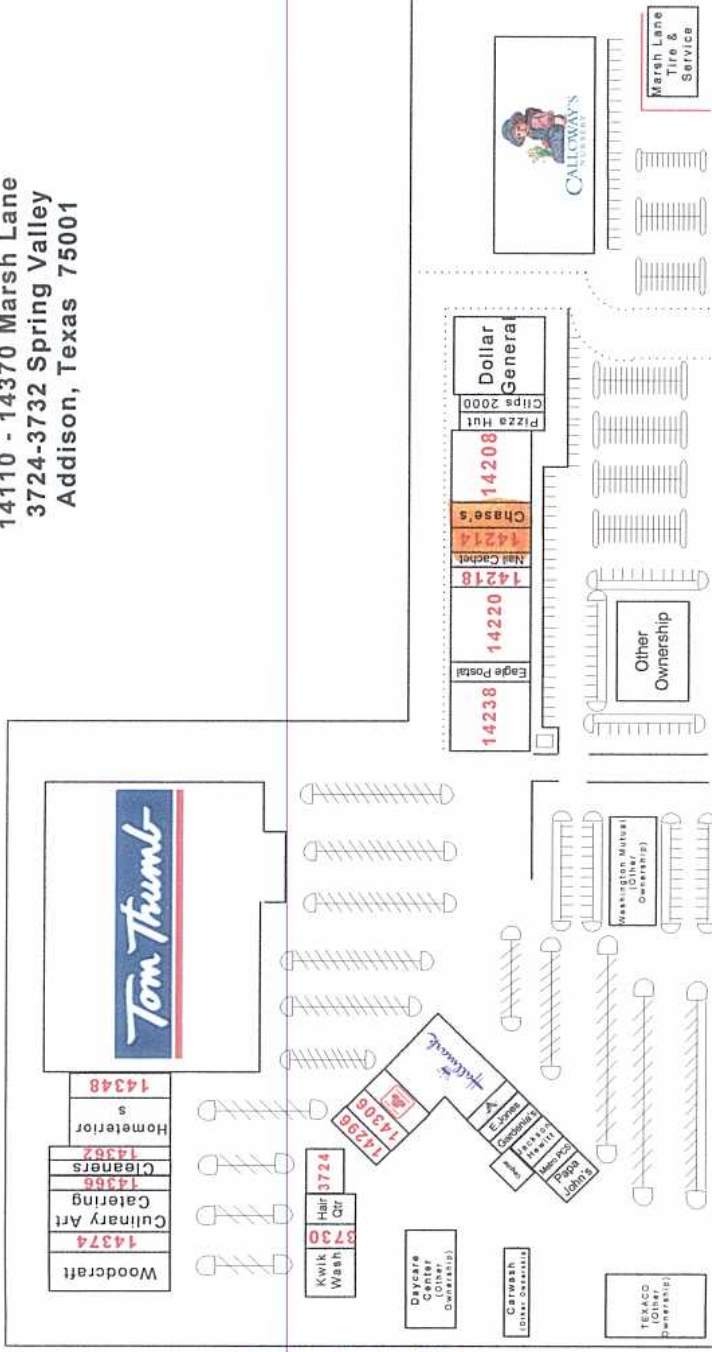 14110 - 14370 Marsh Lane
3724-3732 Spring Valley
Addison, Texas 75001
Marsh Lane
Tire &
Service
CALLOWAY'S
NURSERY
Dollar
General
Clips 2000
Pizza Hut
14208
Chase's
14214
Nail Cachet
14218
14220
Eagle Postal
14238
Other
Ownership
Washington Mutual
(Other
Ownership)
Tom Thumb
14348
Hometerior
s
14362
Cleaners
14366
Culinary Art
Catering
14374
Woodcraft
14306
14296
Hallmark
E.Jones
Gardenia's
Jackson
Hewitt
Metro PCS
Papa
John's
3724
Hair
Qtr
3730
Kwik
Wash
Daycare
Center
(Other
Ownership)
Carwash
(Other Ownership)
TEXACO
(Other
Ownership)